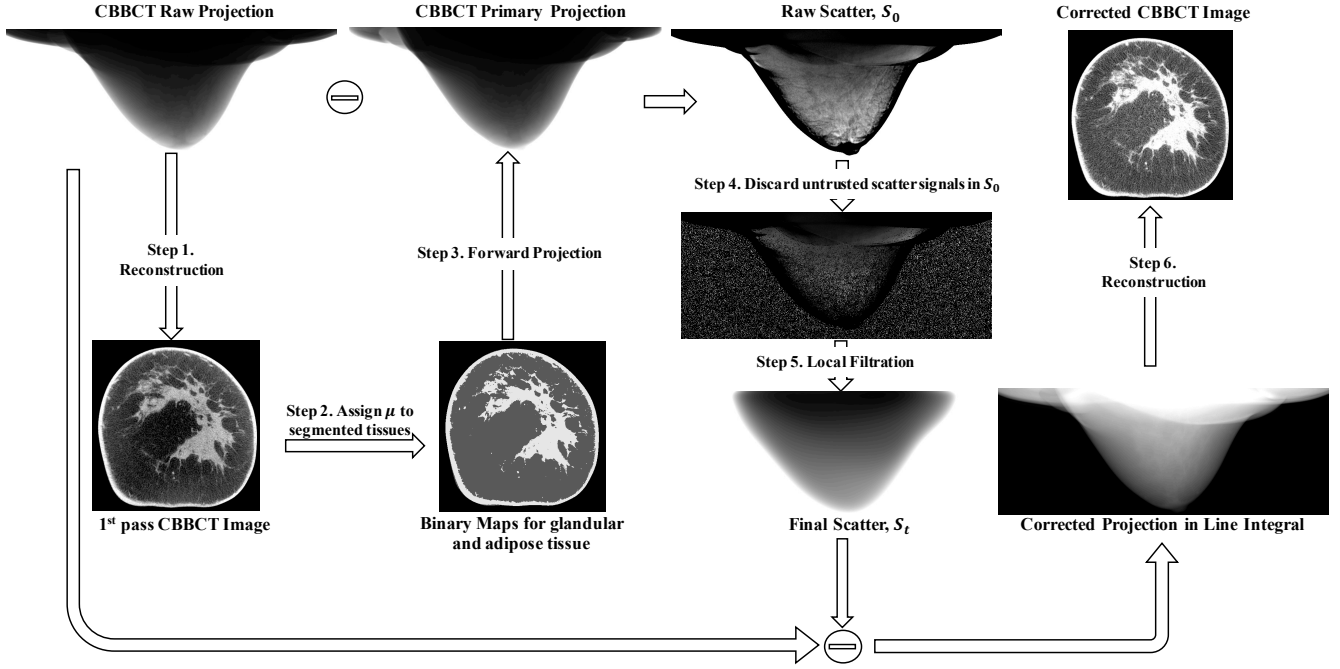 CBBCT Raw Projection
CBBCT Primary Projection
Raw Scatter, S₀
Corrected CBBCT Image
Step 4. Discard untrusted scatter signals in S₀
Step 1.
Reconstruction
Step 3. Forward Projection
Step 6.
Reconstruction
Step 5. Local Filtration
Step 2. Assign μ to
segmented tissues
1st pass CBBCT Image
Binary Maps for glandular
and adipose tissue
Final Scatter, Sₜ
Corrected Projection in Line Integral